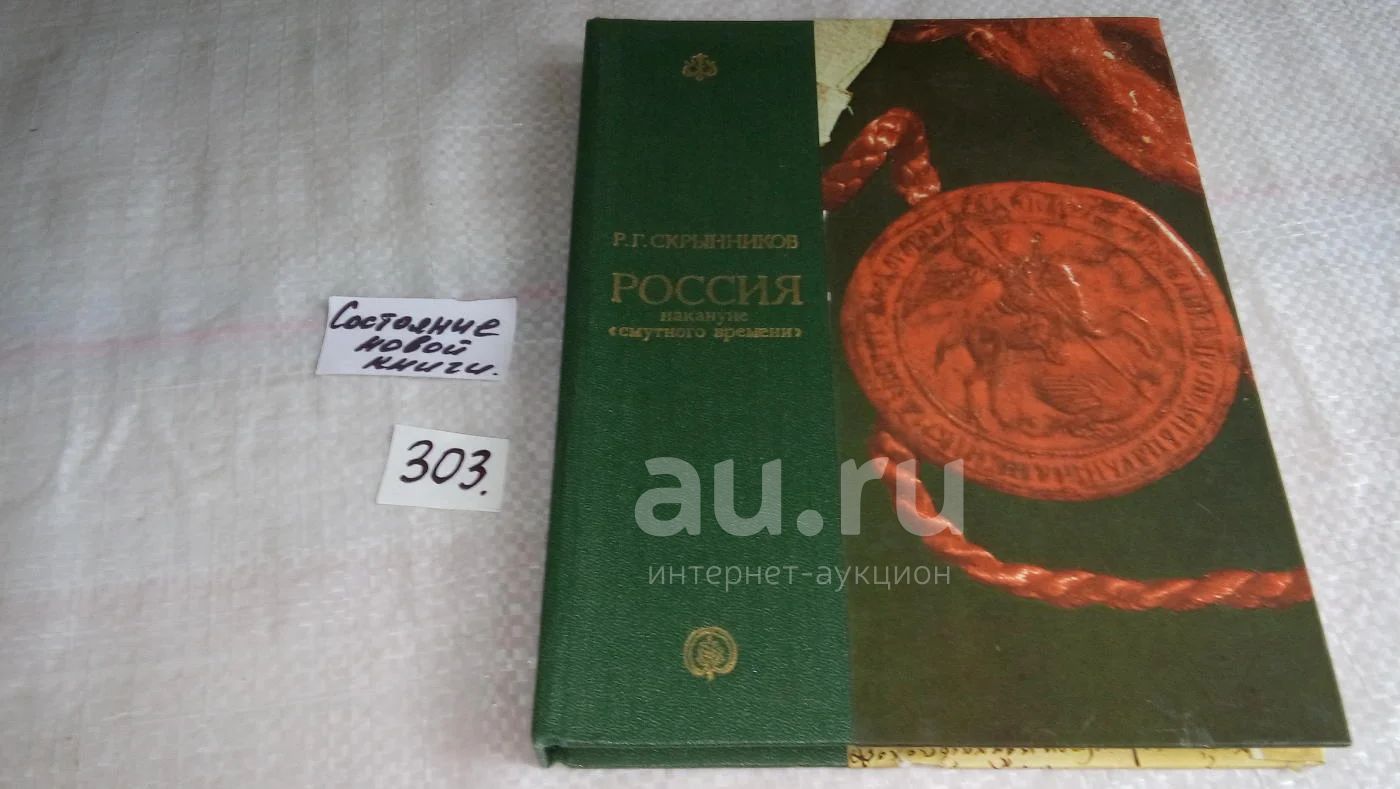 Р.Г. СКРЫННИКОВ
РОССИЯ
накануне
«смутного времени»
Состояние
новой
книги.
303.
au.ru
интернет-аукцион